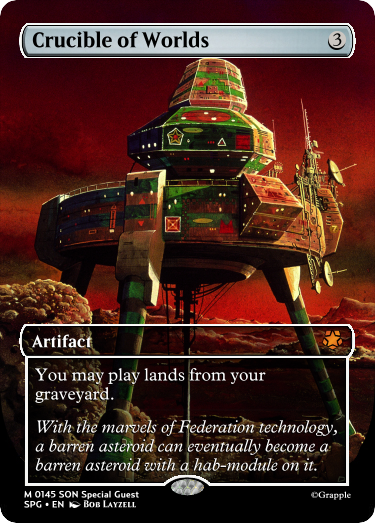 Crucible of Worlds 3
Artifact
You may play lands from your
graveyard.
With the marvels of Federation technology,
a barren asteroid can eventually become a
barren asteroid with a hab-module on it.
M 0145 SON Special Guest
SPG • EN Bob Layzell
©Grapple